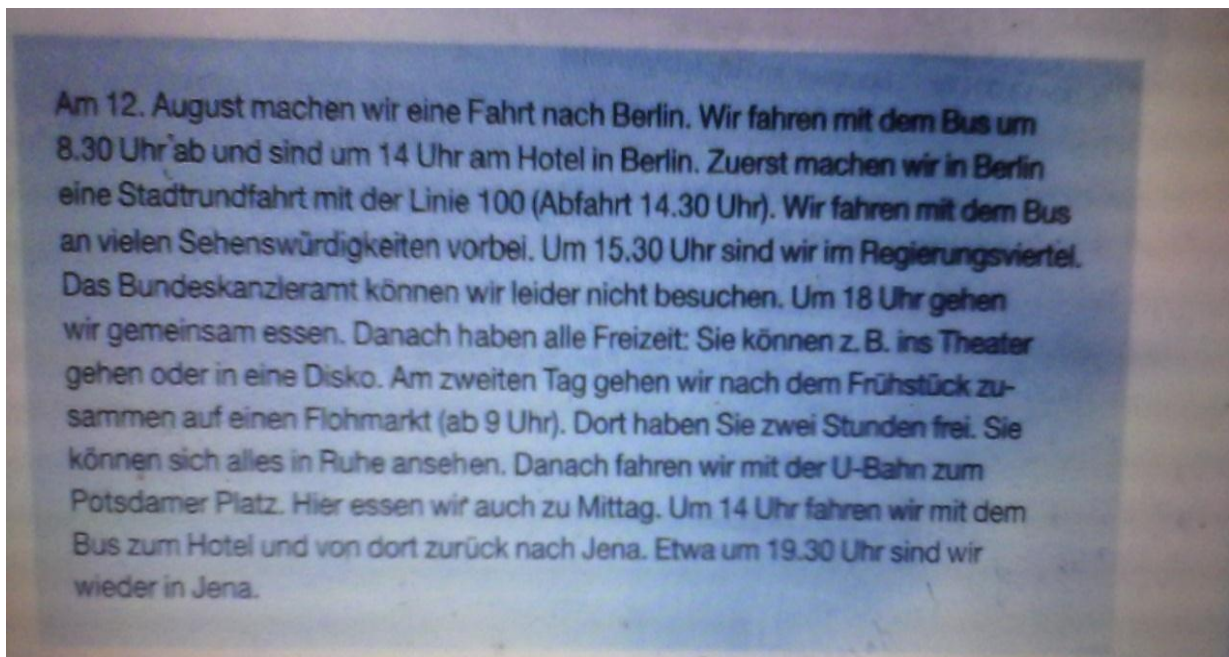 Am 12. August machen wir eine Fahrt nach Berlin. Wir fahren mit dem Bus um
8.30 Uhr ab und sind um 14 Uhr am Hotel in Berlin. Zuerst machen wir in Berlin
eine Stadtrundfahrt mit der Linie 100 (Abfahrt 14.30 Uhr). Wir fahren mit dem Bus
an vielen Sehenswürdigkeiten vorbei. Um 15.30 Uhr sind wir im Regierungsviertel.
Das Bundeskanzleramt können wir leider nicht besuchen. Um 18 Uhr gehen
wir gemeinsam essen. Danach haben alle Freizeit: Sie können z. B. ins Theater
gehen oder in eine Disko. Am zweiten Tag gehen wir nach dem Frühstück zu-
sammen auf einen Flohmarkt (ab 9 Uhr). Dort haben Sie zwei Stunden frei. Sie
können sich alles in Ruhe ansehen. Danach fahren wir mit der U-Bahn zum
Potsdamer Platz. Hier essen wir auch zu Mittag. Um 14 Uhr fahren wir mit dem
Bus zum Hotel und von dort zurück nach Jena. Etwa um 19.30 Uhr sind wir
wieder in Jena.